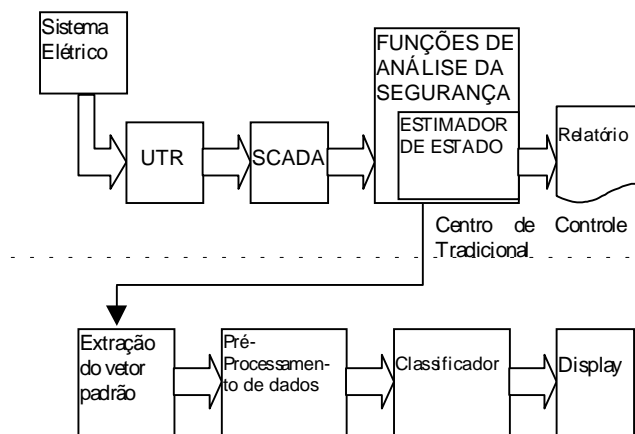 Sistema
Elétrico
FUNÇÕES DE
ANÁLISE DA
SEGURANÇA
ESTIMADOR
DE ESTADO
UTR
SCADA
Relatório
Centro de Controle
Tradicional
Extração
do vetor
padrão
Pré-
Processamen-
to de dados
Classificador
Display